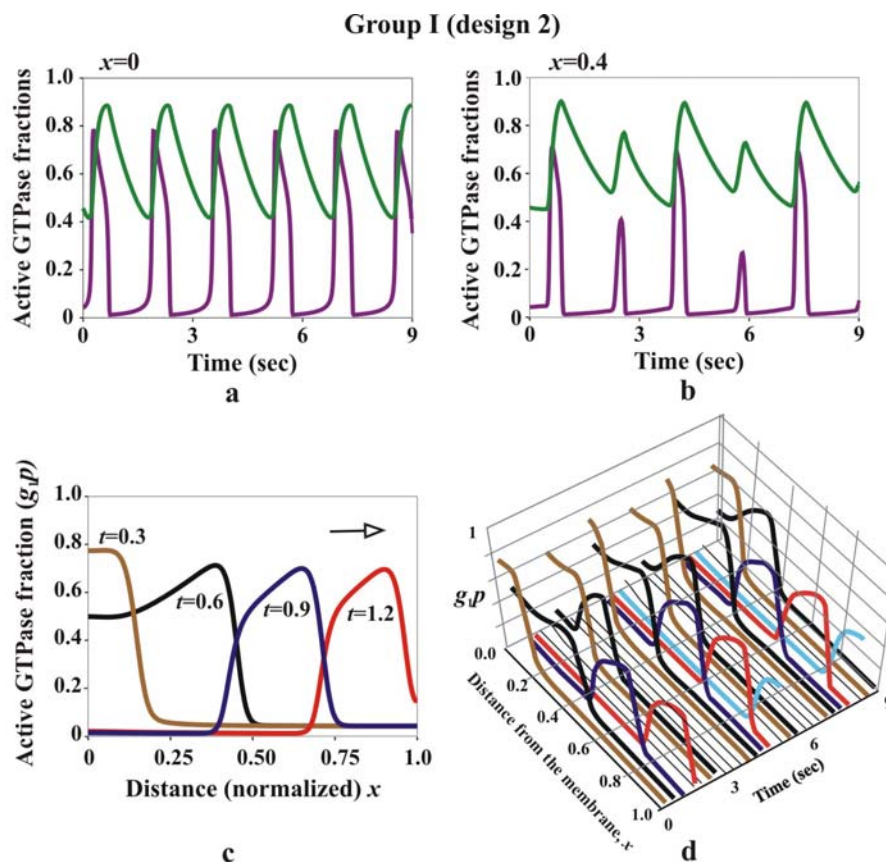 Group I (design 2)
x=0
Active GTPase fractions
1.0
0.8
0.6
0.4
0.2
0
0 3 6 9
Time (sec)
a
x=0.4
Active GTPase fractions
1.0
0.8
0.6
0.4
0.2
0
0 3 6 9
Time (sec)
b
Active GTPase fraction (g₁p)
1.0
0.8
0.6
0.4
0.2
0
t=0.3
t=0.6
t=0.9
t=1.2
0 0.25 0.50 0.75 1.0
Distance (normalized) x
c
1
g₁p
0.0
0.2
0.4
0.6
0.8
1.0
Distance from the membrane, x
0
3
6
9
Time (sec)
d